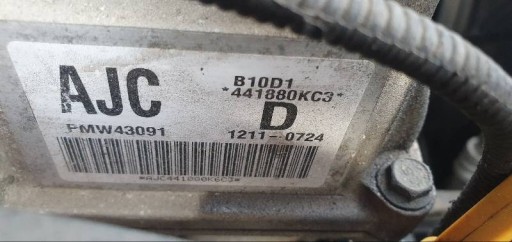 AJC
B10D1
*441880KC3*
D
PMW43091
1211-0724
*AJC441880KC3*